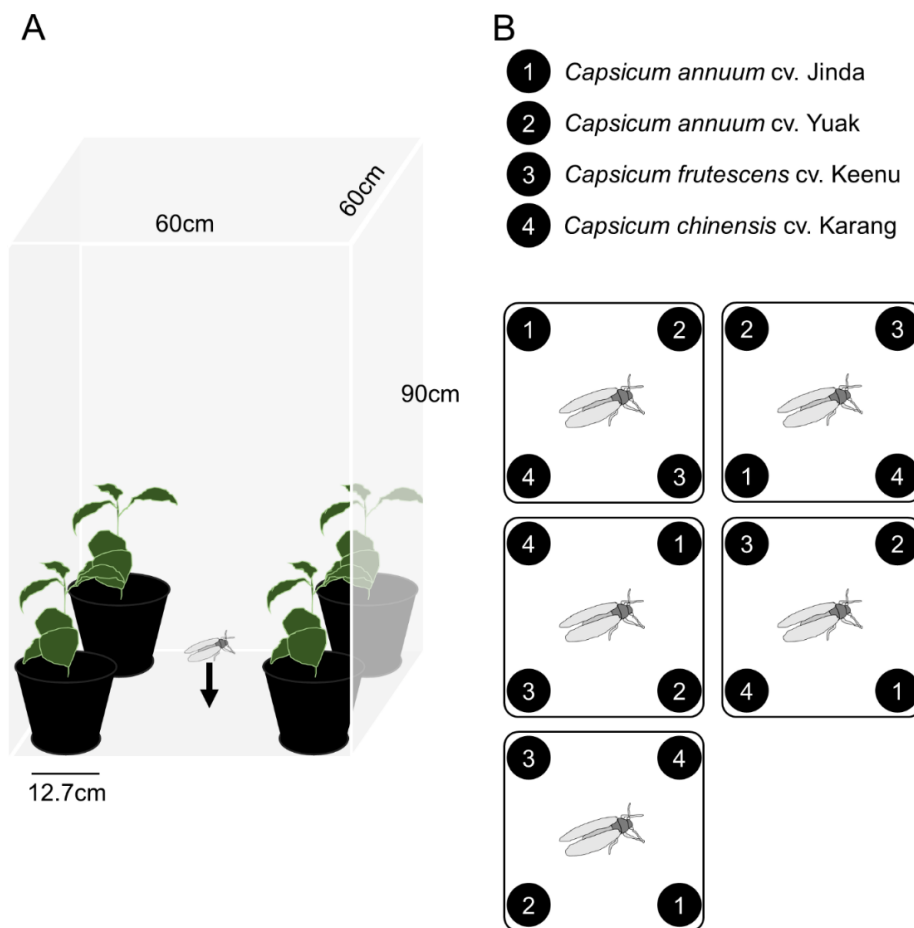 A
60cm
60cm
90cm
12.7cm
B
1 Capsicum annuum cv. Jinda
2 Capsicum annuum cv. Yuak
3 Capsicum frutescens cv. Keenu
4 Capsicum chinensis cv. Karang
1 2
4 3
2 3
1 4
4 1
3 2
3 2
4 1
3 4
2 1